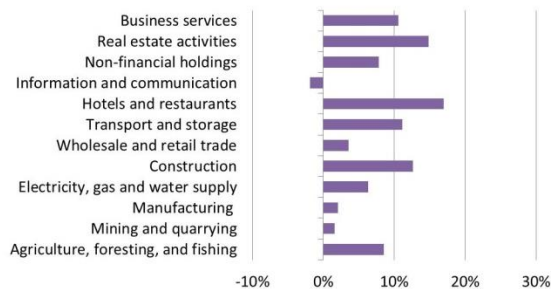 Business services
Real estate activities
Non-financial holdings
Information and communication
Hotels and restaurants
Transport and storage
Wholesale and retail trade
Construction
Electricity, gas and water supply
Manufacturing
Mining and quarrying
Agriculture, foresting, and fishing
-10% 0% 10% 20% 30%